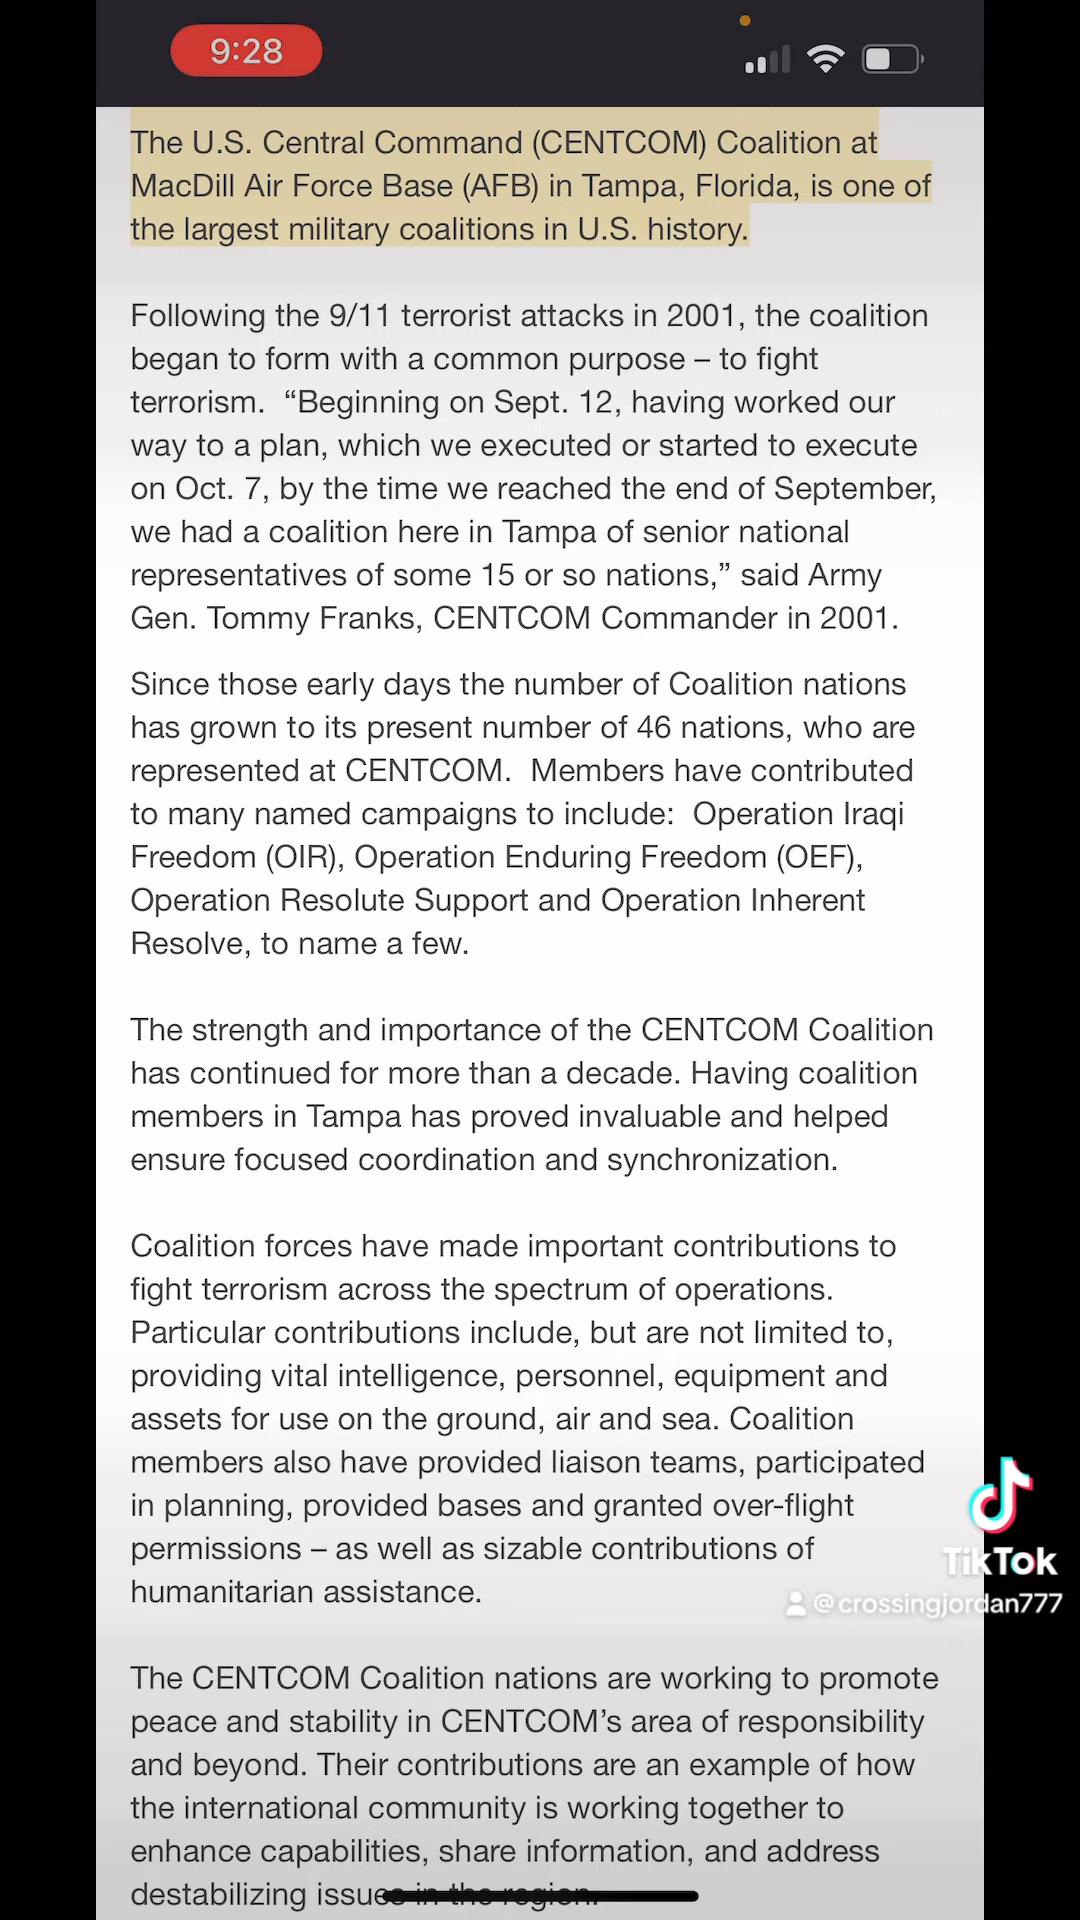 9:28
The U.S. Central Command (CENTCOM) Coalition at
MacDill Air Force Base (AFB) in Tampa, Florida, is one of
the largest military coalitions in U.S. history.
Following the 9/11 terrorist attacks in 2001, the coalition
began to form with a common purpose – to fight
terrorism.  “Beginning on Sept. 12, having worked our
way to a plan, which we executed or started to execute
on Oct. 7, by the time we reached the end of September,
we had a coalition here in Tampa of senior national
representatives of some 15 or so nations,” said Army
Gen. Tommy Franks, CENTCOM Commander in 2001.
Since those early days the number of Coalition nations
has grown to its present number of 46 nations, who are
represented at CENTCOM.  Members have contributed
to many named campaigns to include:  Operation Iraqi
Freedom (OIR), Operation Enduring Freedom (OEF),
Operation Resolute Support and Operation Inherent
Resolve, to name a few.
The strength and importance of the CENTCOM Coalition
has continued for more than a decade. Having coalition
members in Tampa has proved invaluable and helped
ensure focused coordination and synchronization.
Coalition forces have made important contributions to
fight terrorism across the spectrum of operations.
Particular contributions include, but are not limited to,
providing vital intelligence, personnel, equipment and
assets for use on the ground, air and sea. Coalition
members also have provided liaison teams, participated
in planning, provided bases and granted over-flight
permissions – as well as sizable contributions of
humanitarian assistance.
TikTok
@crossingjordan777
The CENTCOM Coalition nations are working to promote
peace and stability in CENTCOM’s area of responsibility
and beyond. Their contributions are an example of how
the international community is working together to
enhance capabilities, share information, and address
destabilizing issues in the region.